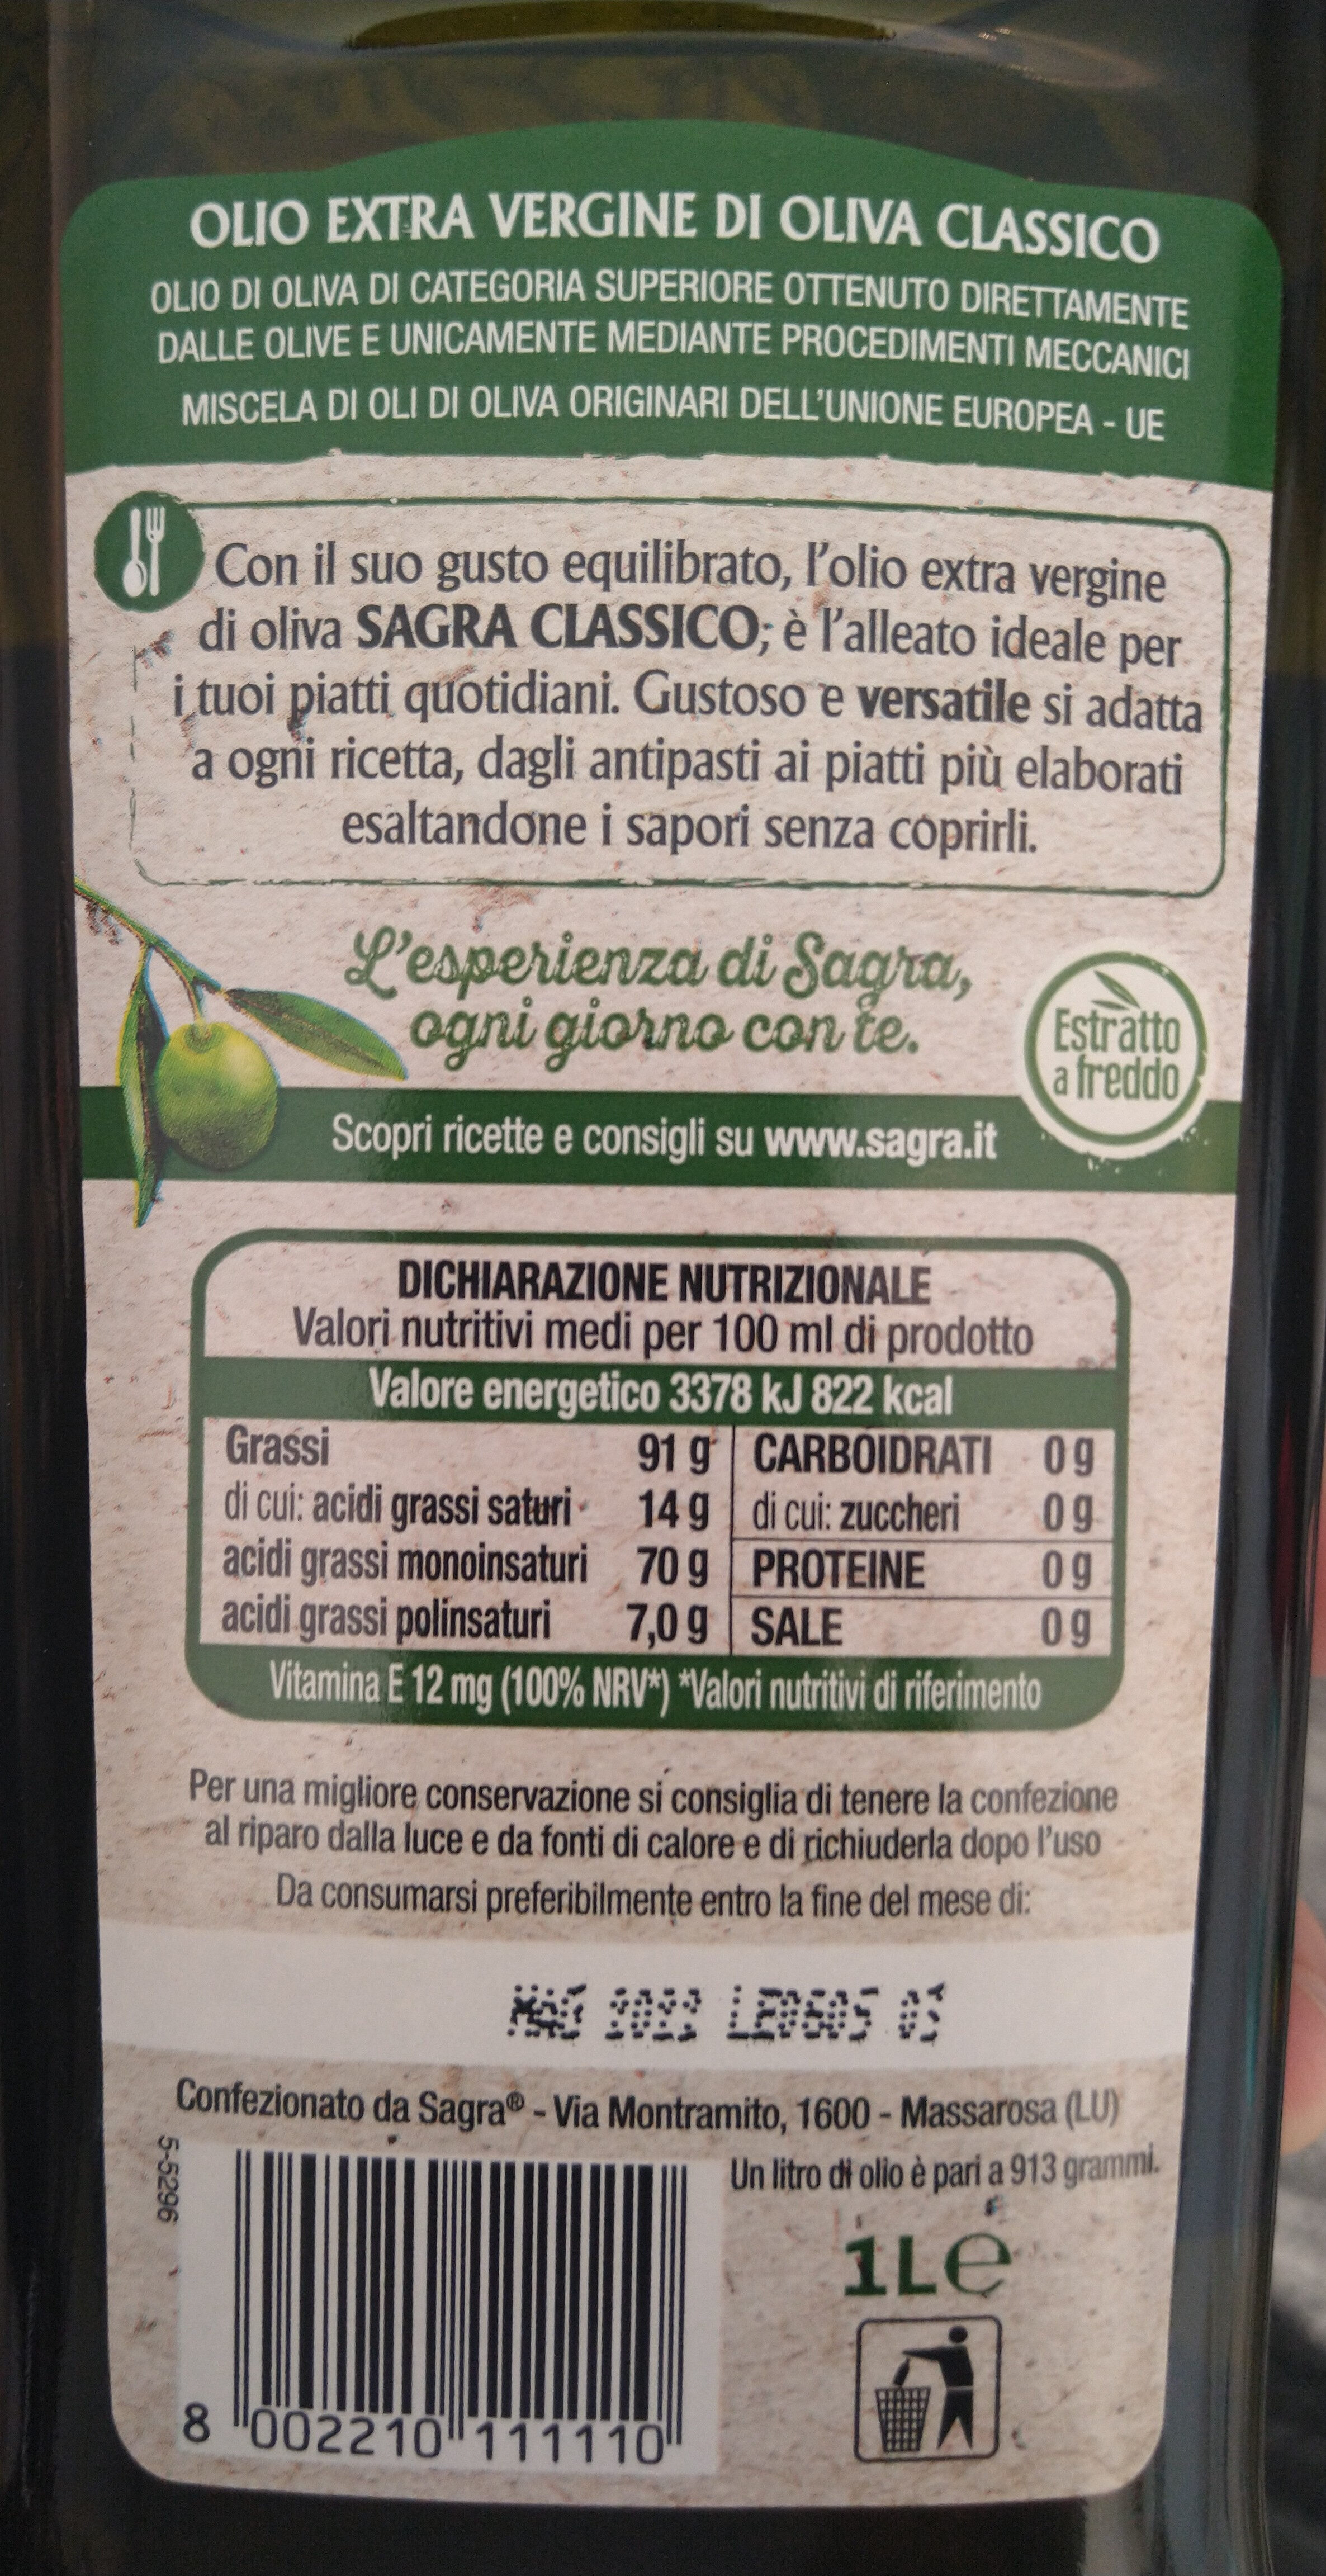 OLIO EXTRA VERGINE DI OLIVA CLASSICO
OLIO DI OLIVA DI CATEGORIA SUPERIORE OTTENUTO DIRETTAMENTE
DALLE OLIVE E UNICAMENTE MEDIANTE PROCEDIMENTI MECCANICI
MISCELA DI OLI DI OLIVA ORIGINARI DELL'UNIONE EUROPEA - UE
Con il suo gusto equilibrato, l'olio extra vergine
di oliva SAGRA CLASSICO; è l'alleato ideale per
i tuoi piatti quotidiani. Gustoso e versatile si adatta
a ogni ricetta, dagli antipasti ai piatti più elaborati
esaltandone i sapori senza coprirli.
L'esperienza di Sagra,
ogni giorno con te.
Estratto
a freddo
Scopri ricette e consigli su www.sagra.it
DICHIARAZIONE NUTRIZIONALE
Valori nutritivi medi per 100 ml di prodotto
Valore energetico 3378 kJ 822 kcal
Grassi 91 g CARBOIDRATI 0 g
di cui: acidi grassi saturi 14 g di cui: zuccheri 0 g
acidi grassi monoinsaturi 70 g PROTEINE 0 g
acidi grassi polinsaturi 7,0 g SALE 0 g
Vitamina E 12 mg (100% NRV*) *Valori nutritivi di riferimento
Per una migliore conservazione si consiglia di tenere la confezione
al riparo dalla luce e da fonti di calore e di richiuderla dopo l'uso
Da consumarsi preferibilmente entro la fine del mese di:
MAG
Confezionato da Sagra® - Via Montramito, 1600 - Massarosa (LU)
5-5296
Un litro di olio è pari a 913 grammi.
1L e
8 002210 111110